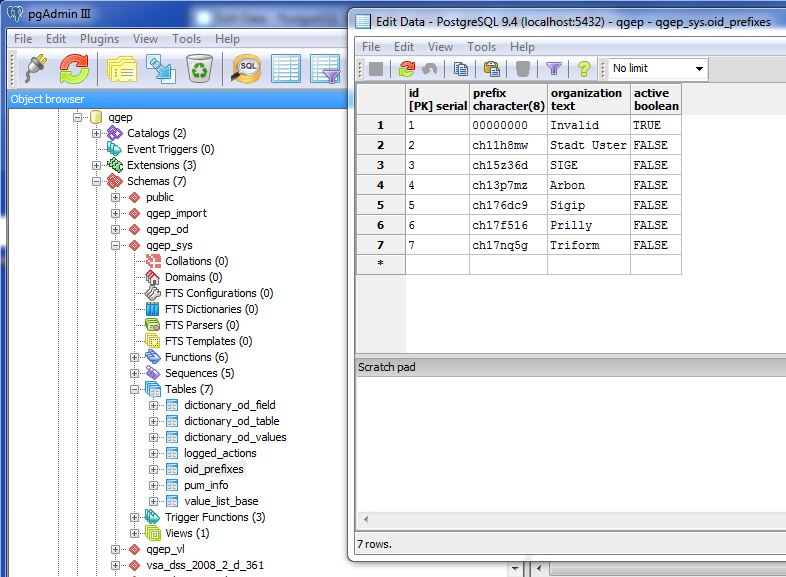 pgAdmin III
File Edit Plugins View Tools Help
SQL
Object browser
qgep
Catalogs (2)
Event Triggers (0)
Extensions (3)
Schemas (7)
public
qgep_import
qgep_od
qgep_sys
Collations (0)
Domains (0)
FTS Configurations (0)
FTS Dictionaries (0)
FTS Parsers (0)
FTS Templates (0)
Functions (6)
Sequences (5)
Tables (7)
dictionary_od_field
dictionary_od_table
dictionary_od_values
logged_actions
oid_prefixes
pum_info
value_list_base
Trigger Functions (3)
Views (1)
qgep_vl
vsa_dss_2008_2_d_361
Edit Data - PostgreSQL 9.4 (localhost:5432) - qgep - qgep_sys.oid_prefixes
File Edit View Tools Help
No limit
id prefix organization active
[PK] serial character(8) text boolean
1 1 00000000 Invalid TRUE
2 2 ch11h8mw Stadt Uster FALSE
3 3 ch15z36d SIGE FALSE
4 4 ch13p7mz Arbon FALSE
5 5 ch176dc9 Sigip FALSE
6 6 ch17f516 Prilly FALSE
7 7 ch17nq5g Triform FALSE
*
Scratch pad
7 rows.